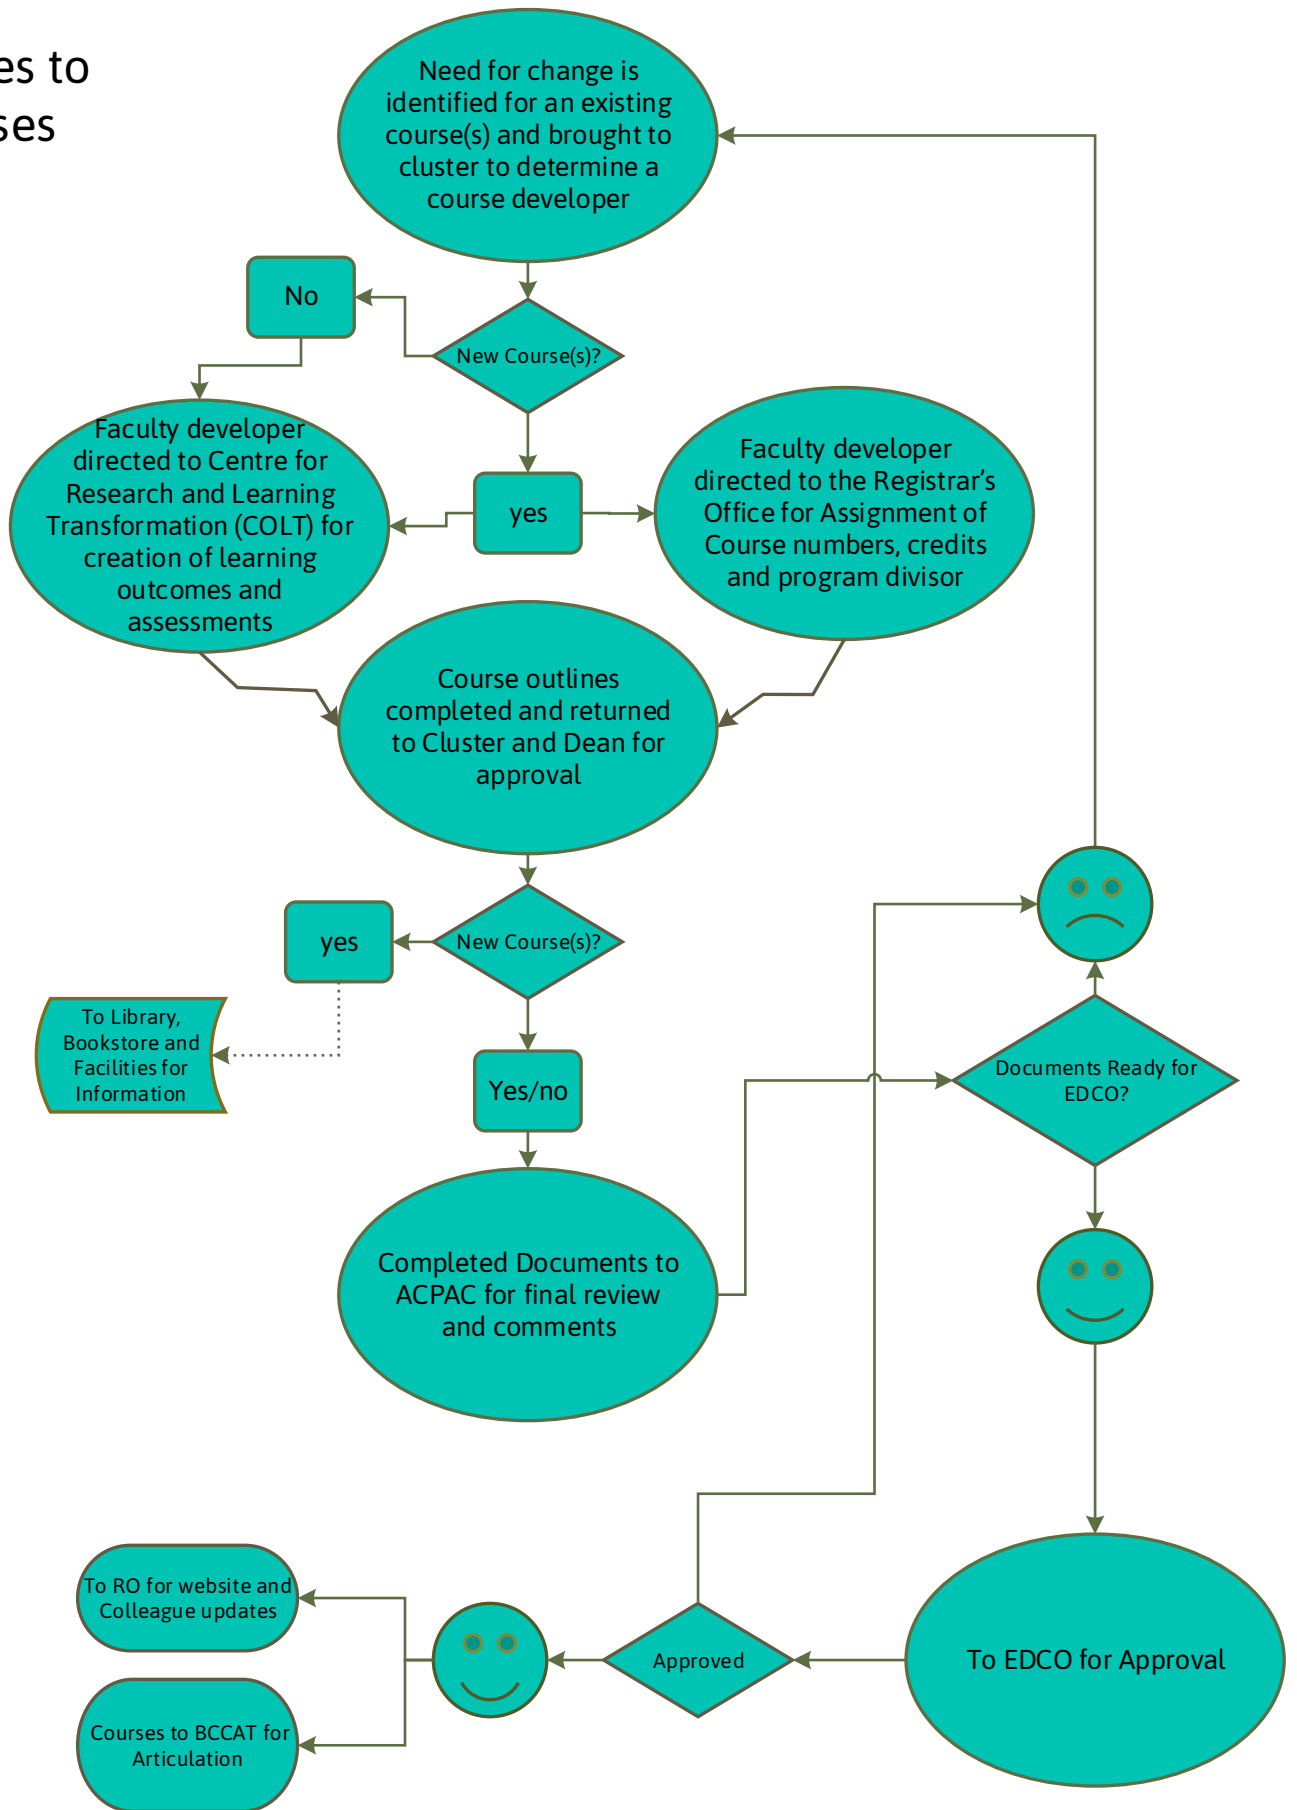 es to
ses
Need for change is
identified for an existing
course(s) and brought to
cluster to determine a
course developer
No
New Course(s)?
Faculty developer
directed to Centre for
Research and Learning
Transformation (COLT) for
creation of learning
outcomes and
assessments
yes
Faculty developer
directed to the Registrar’s
Office for Assignment of
Course numbers, credits
and program divisor
Course outlines
completed and returned
to Cluster and Dean for
approval
yes
New Course(s)?
To Library,
Bookstore and
Facilities for
Information
Yes/no
Documents Ready for
EDCO?
Completed Documents to
ACPAC for final review
and comments
To RO for website and
Colleague updates
Approved
To EDCO for Approval
Courses to BCCAT for
Articulation